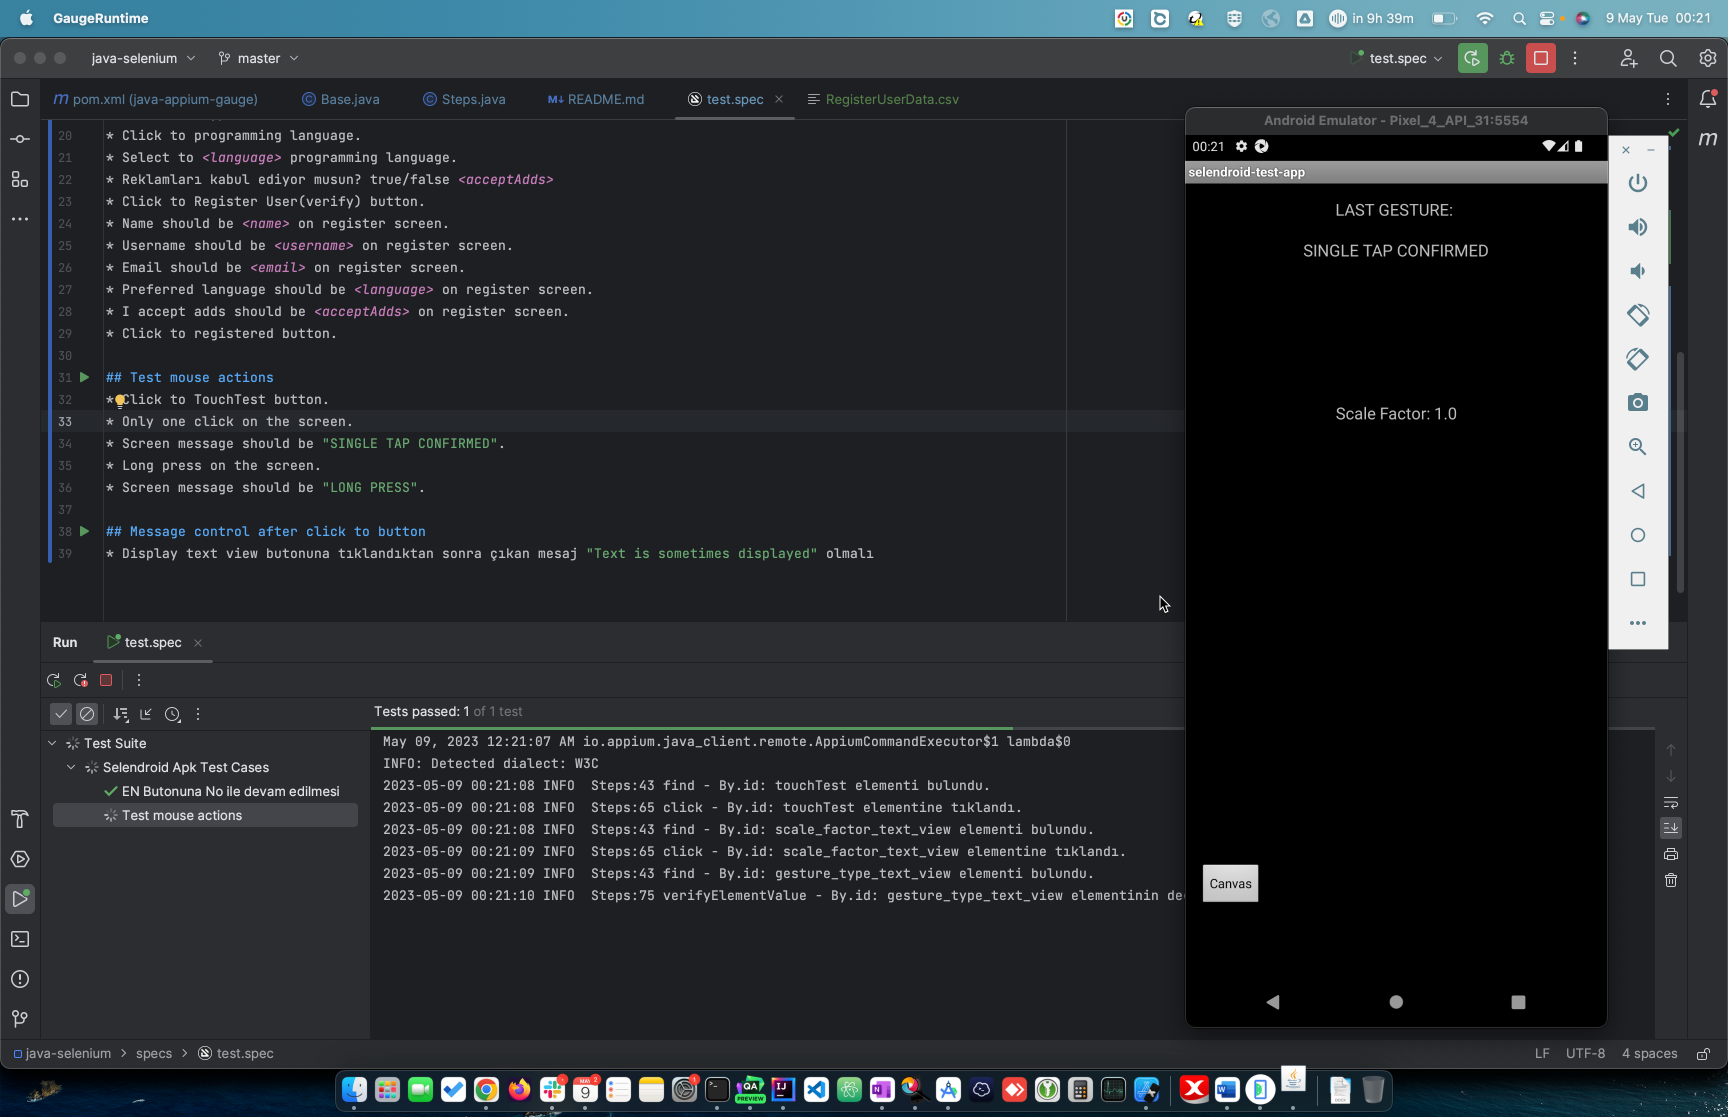 GaugeRuntime
in 9h 39m
9 May Tue 00:21
java-selenium
master
test.spec
m pom.xml (java-appium-gauge)
Base.java
Steps.java
README.md
test.spec
RegisterUserData.csv
20 * Click to programming language.
21 * Select to <language> programming language.
22 * Reklamları kabul ediyor musun? true/false <acceptAdds>
23 * Click to Register User(verify) button.
24 * Name should be <name> on register screen.
25 * Username should be <username> on register screen.
26 * Email should be <email> on register screen.
27 * Preferred language should be <language> on register screen.
28 * I accept adds should be <acceptAdds> on register screen.
29 * Click to registered button.
30
31 ## Test mouse actions
32 * Click to TouchTest button.
33 * Only one click on the screen.
34 * Screen message should be "SINGLE TAP CONFIRMED".
35 * Long press on the screen.
36 * Screen message should be "LONG PRESS".
37
38 ## Message control after click to button
39 * Display text view butonuna tıklandıktan sonra çıkan mesaj "Text is sometimes displayed" olmalı
Android Emulator - Pixel_4_API_31:5554
00:21
selendroid-test-app
LAST GESTURE:
SINGLE TAP CONFIRMED
Scale Factor: 1.0
Canvas
Run
test.spec
Tests passed: 1 of 1 test
Test Suite
Selendroid Apk Test Cases
EN Butonuna No ile devam edilmesi
Test mouse actions
May 09, 2023 12:21:07 AM io.appium.java_client.remote.AppiumCommandExecutor$1 lambda$0
INFO: Detected dialect: W3C
2023-05-09 00:21:08 INFO  Steps:43 find - By.id: touchTest elementi bulundu.
2023-05-09 00:21:08 INFO  Steps:65 click - By.id: touchTest elementine tıklandı.
2023-05-09 00:21:08 INFO  Steps:43 find - By.id: scale_factor_text_view elementi bulundu.
2023-05-09 00:21:09 INFO  Steps:65 click - By.id: scale_factor_text_view elementine tıklandı.
2023-05-09 00:21:09 INFO  Steps:43 find - By.id: gesture_type_text_view elementi bulundu.
2023-05-09 00:21:10 INFO  Steps:75 verifyElementValue - By.id: gesture_type_text_view elementinin
java-selenium > specs > test.spec
LF UTF-8 4 spaces